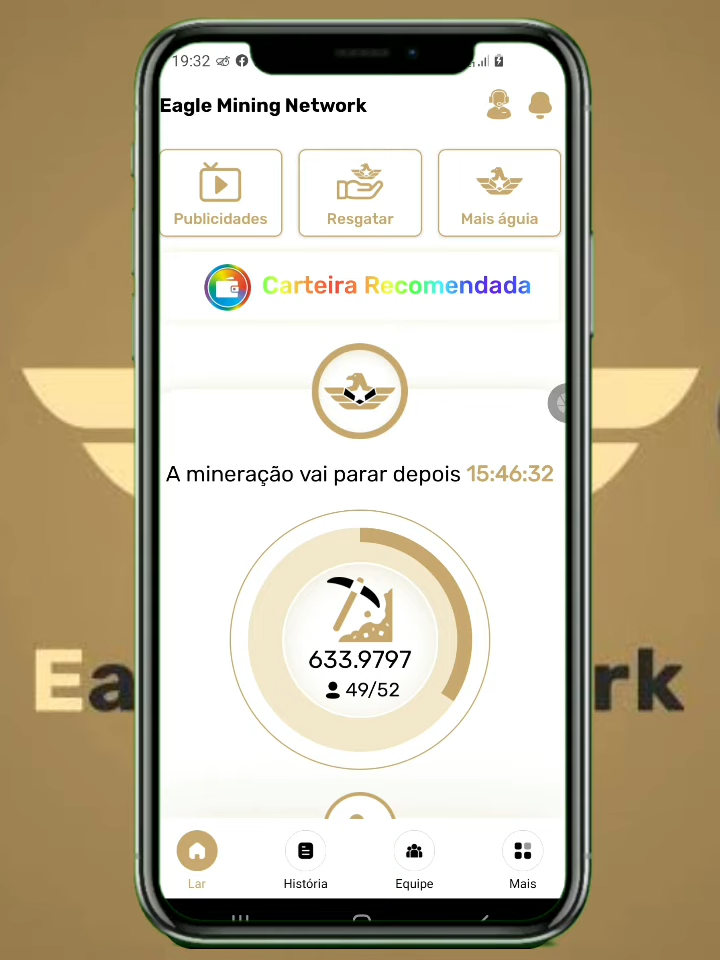 19:32
Eagle Mining Network
Publicidades
Resgatar
Mais águia
Carteira Recomendada
A mineração vai parar depois 15:46:32
633.9797
49/52
Ea
rk
Lar
História
Equipe
Mais